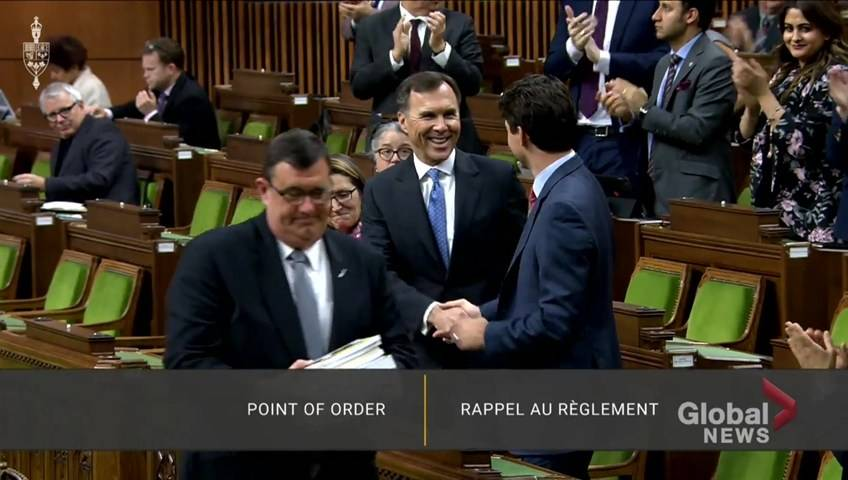 POINT OF ORDER
RAPPEL AU RÈGLEMENT
Global
NEWS